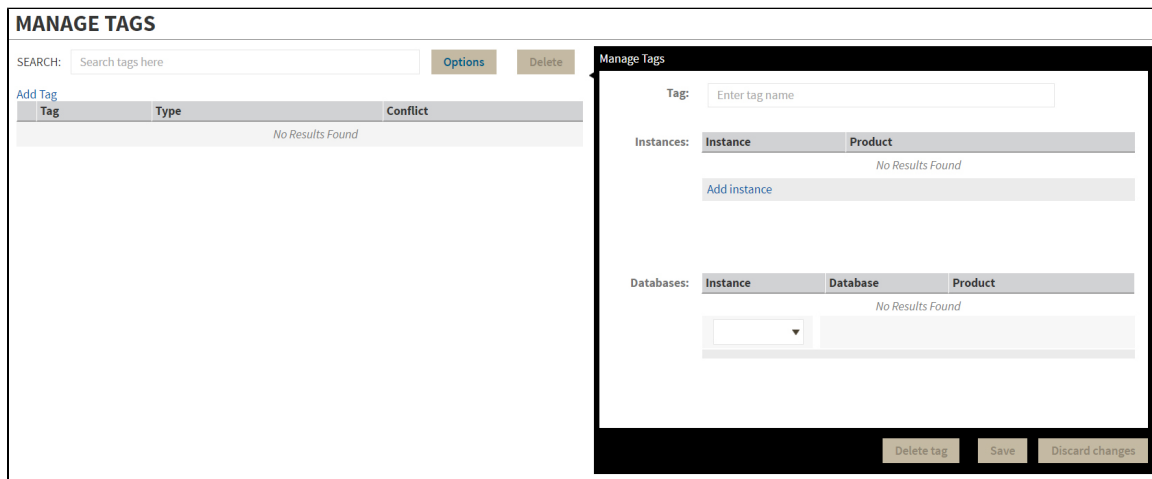 MANAGE TAGS
SEARCH: Search tags here Options Delete
Add Tag
Tag Type Conflict
No Results Found
Manage Tags
Tag: Enter tag name
Instances: Instance Product
No Results Found
Add instance
Databases: Instance Database Product
No Results Found
Delete tag Save Discard changes